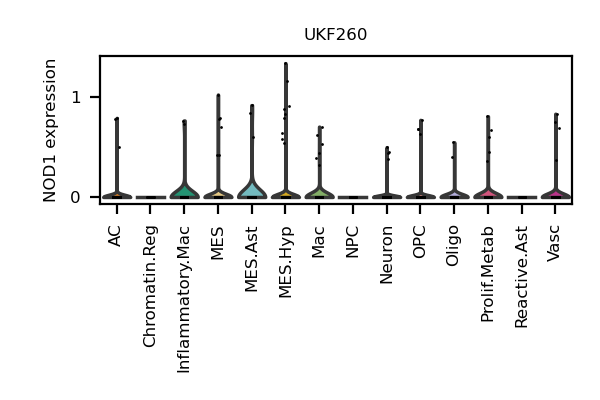 UKF260
NOD1 expression
1
0
AC
Chromatin.Reg
Inflammatory.Mac
MES
MES.Ast
MES.Hyp
Mac
NPC
Neuron
OPC
Oligo
Prolif.Metab
Reactive.Ast
Vasc